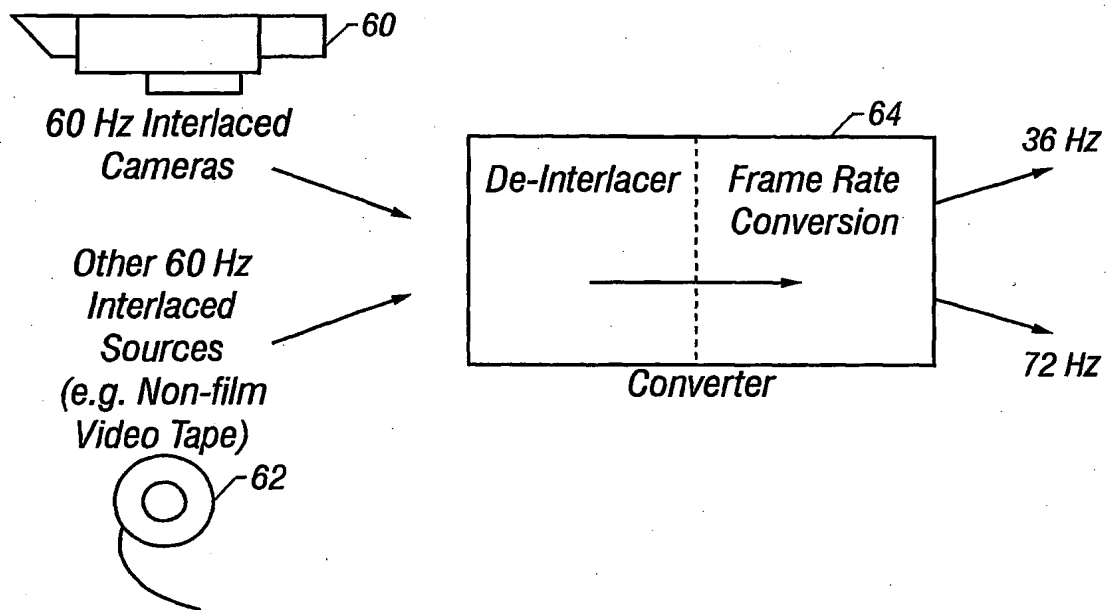 60
60 Hz Interlaced
Cameras
Other 60 Hz
Interlaced
Sources
(e.g. Non-film
Video Tape)
62
64
De-Interlacer
Frame Rate
Conversion
Converter
36 Hz
72 Hz